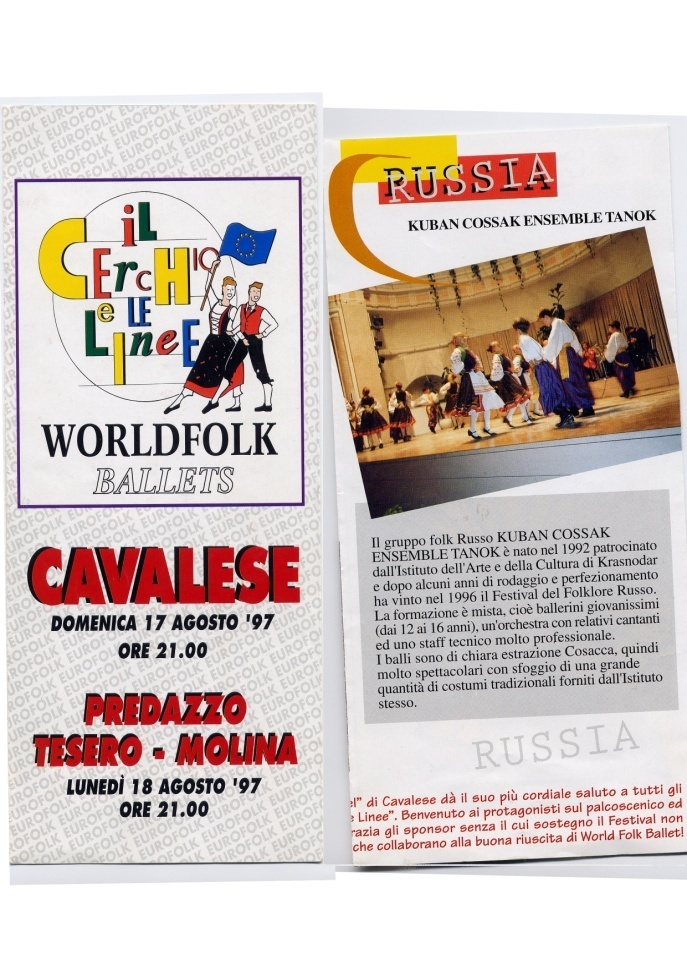 iL
CErcHio
e LE
LineE
WORLDFOLK
BALLETS
CAVALESE
DOMENICA 17 AGOSTO '97
ORE 21.00
PREDAZZO
TESERO - MOLINA
LUNEDÌ 18 AGOSTO '97
ORE 21.00
EUROFOLK
RUSSIA
KUBAN COSSAK ENSEMBLE TANOK
Il gruppo folk Russo KUBAN COSSAK
ENSEMBLE TANOK è nato nel 1992 patrocinato
dall'Istituto dell'Arte e della Cultura di Krasnodar
e dopo alcuni anni di rodaggio e perfezionamento
ha vinto nel 1996 il Festival del Folklore Russo.
La formazione è mista, cioè ballerini giovanissimi
(dai 12 ai 16 anni), un'orchestra con relativi cantanti
ed uno staff tecnico molto professionale.
I balli sono di chiara estrazione Cosacca, quindi
molto spettacolari con sfoggio di una grande
quantità di costumi tradizionali forniti dall'Istituto
stesso.
RUSSIA
el" di Cavalese dà il suo più cordiale saluto a tutti gli
e Linee". Benvenuto ai protagonisti sul palcoscenico ed
razia gli sponsor senza il cui sostegno il Festival non
che collaborano alla buona riuscita di World Folk Ballet!